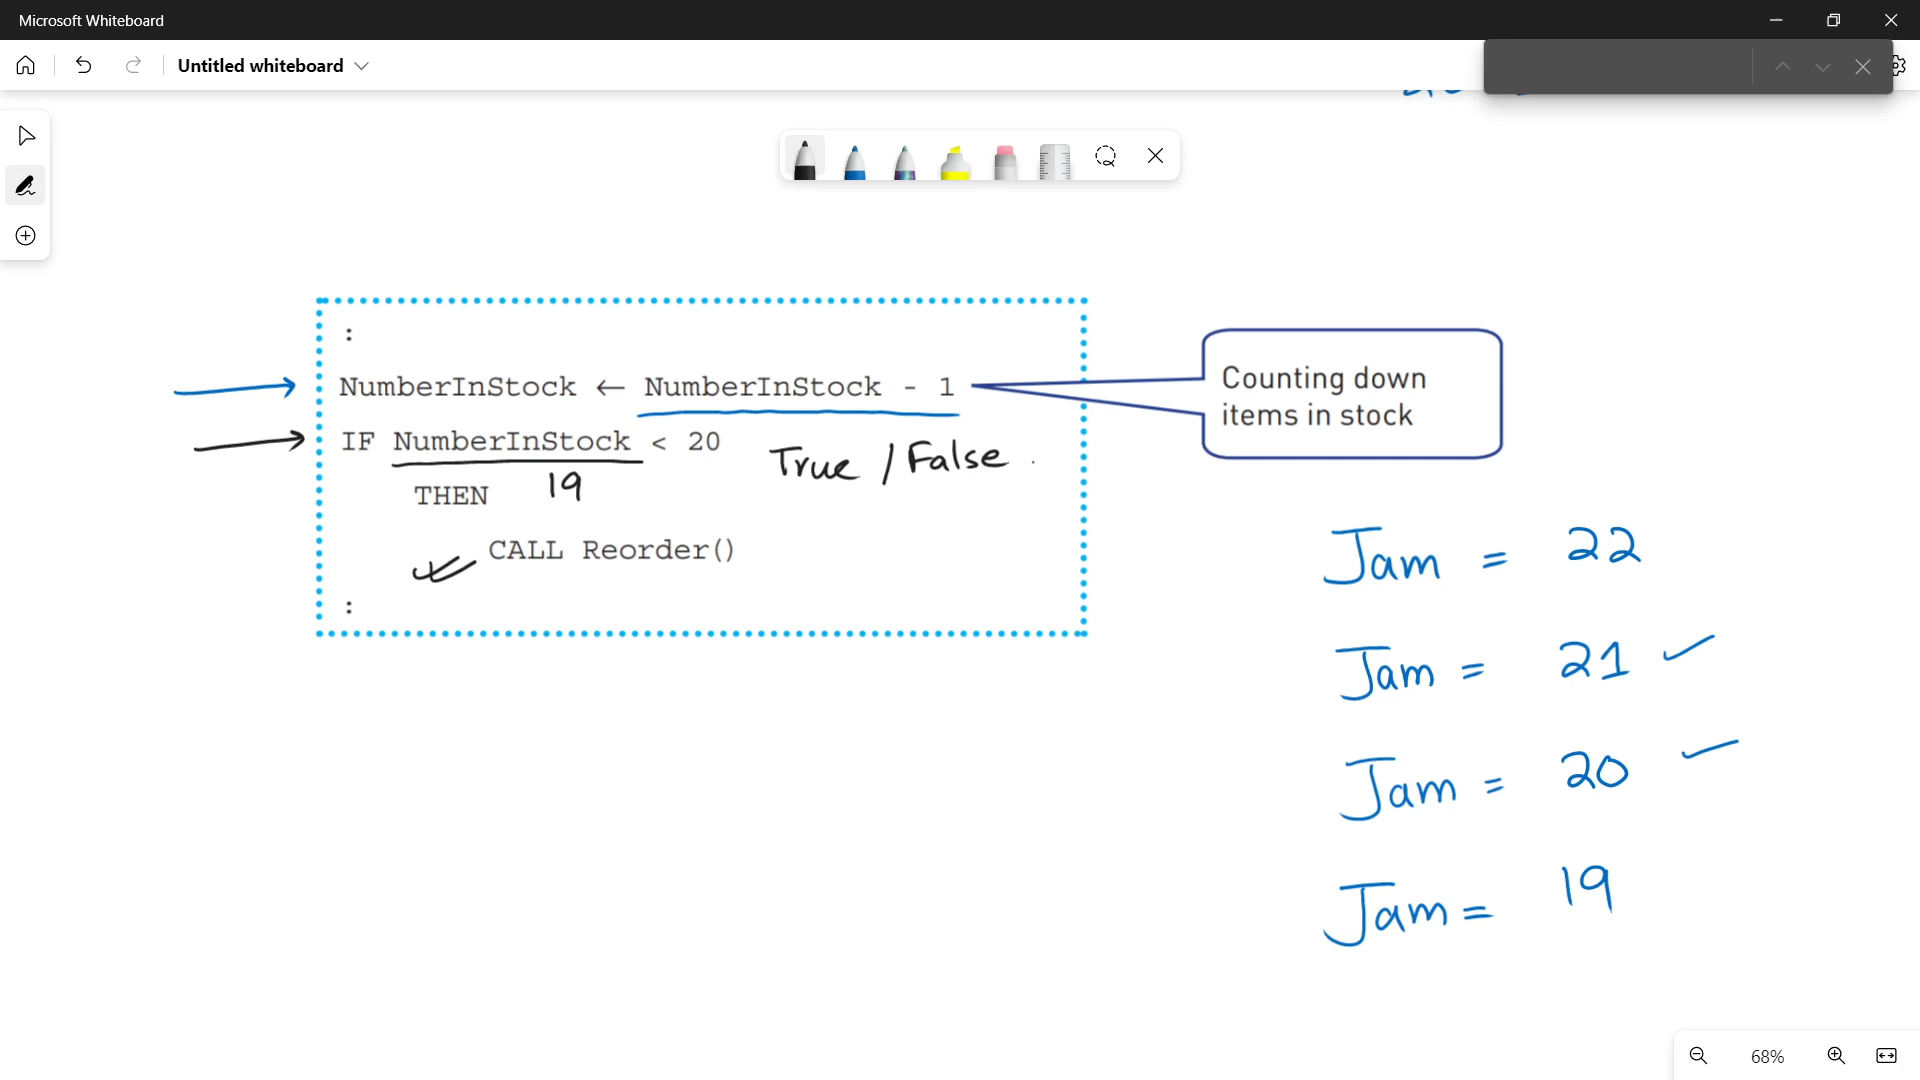 Microsoft Whiteboard
Untitled whiteboard
:
NumberInStock ← NumberInStock - 1
Counting down
items in stock
IF NumberInStock < 20
True / False
THEN 19
CALL Reorder()
:
Jam = 22
Jam = 21
Jam = 20
Jam = 19
68%